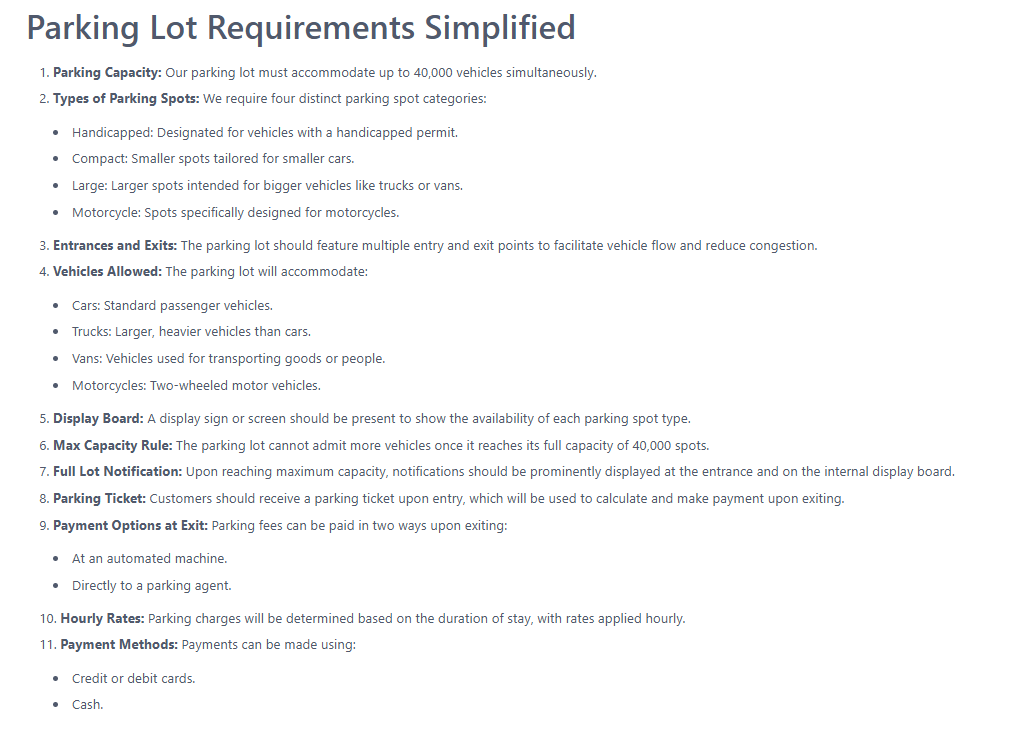 Parking Lot Requirements Simplified
1. Parking Capacity: Our parking lot must accommodate up to 40,000 vehicles simultaneously.
2. Types of Parking Spots: We require four distinct parking spot categories:
• Handicapped: Designated for vehicles with a handicapped permit.
• Compact: Smaller spots tailored for smaller cars.
• Large: Larger spots intended for bigger vehicles like trucks or vans.
• Motorcycle: Spots specifically designed for motorcycles.
3. Entrances and Exits: The parking lot should feature multiple entry and exit points to facilitate vehicle flow and reduce congestion.
4. Vehicles Allowed: The parking lot will accommodate:
• Cars: Standard passenger vehicles.
• Trucks: Larger, heavier vehicles than cars.
• Vans: Vehicles used for transporting goods or people.
• Motorcycles: Two-wheeled motor vehicles.
5. Display Board: A display sign or screen should be present to show the availability of each parking spot type.
6. Max Capacity Rule: The parking lot cannot admit more vehicles once it reaches its full capacity of 40,000 spots.
7. Full Lot Notification: Upon reaching maximum capacity, notifications should be prominently displayed at the entrance and on the internal display board.
8. Parking Ticket: Customers should receive a parking ticket upon entry, which will be used to calculate and make payment upon exiting.
9. Payment Options at Exit: Parking fees can be paid in two ways upon exiting:
• At an automated machine.
• Directly to a parking agent.
10. Hourly Rates: Parking charges will be determined based on the duration of stay, with rates applied hourly.
11. Payment Methods: Payments can be made using:
• Credit or debit cards.
• Cash.